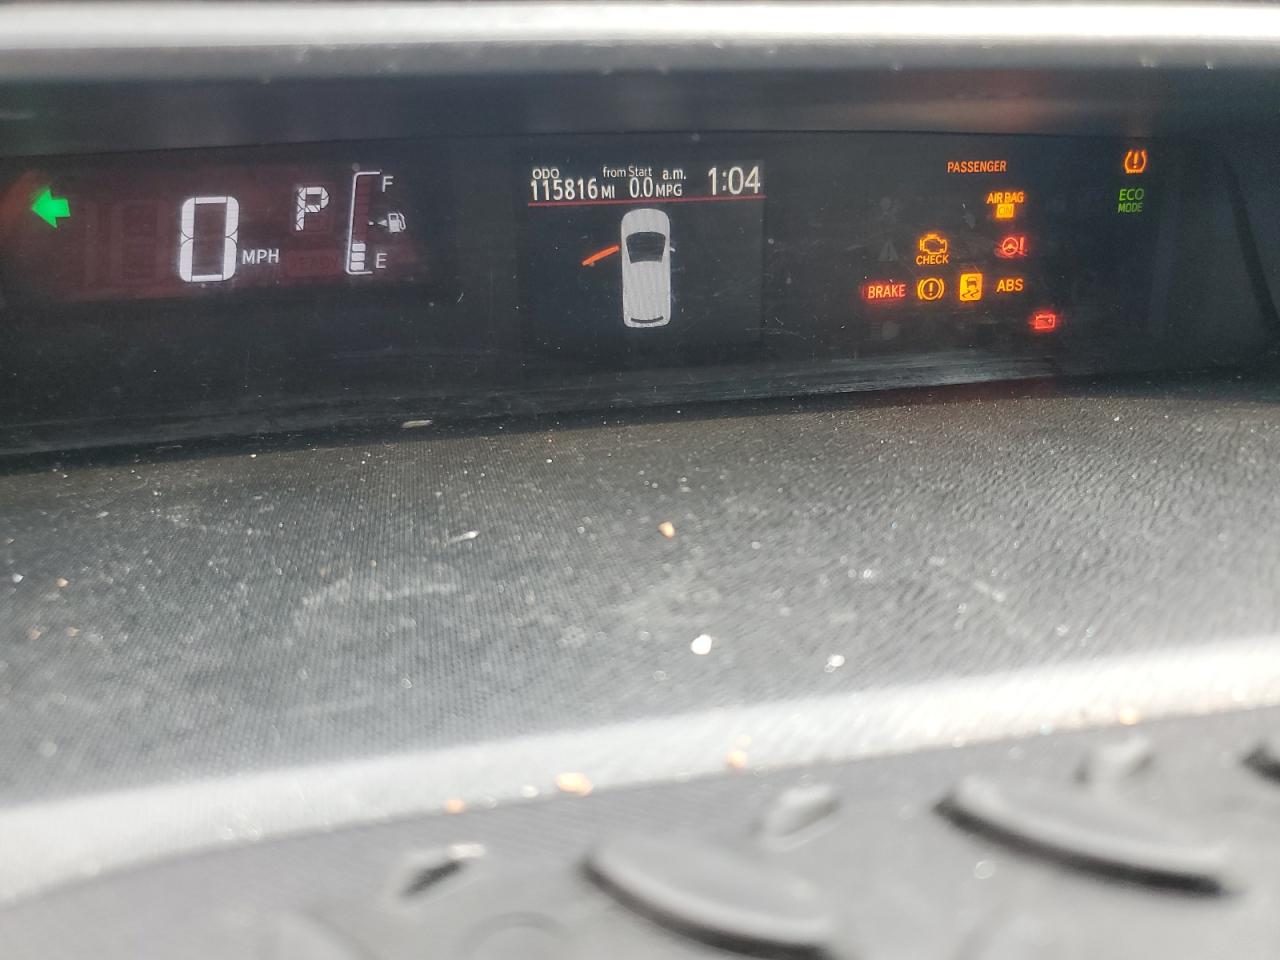 0 MPH
P
F
E
ODO
115816 MI
from Start
0.0 MPG
a.m.
1:04
PASSENGER
AIR BAG
ON
CHECK
BRAKE
ABS
ECO
MODE